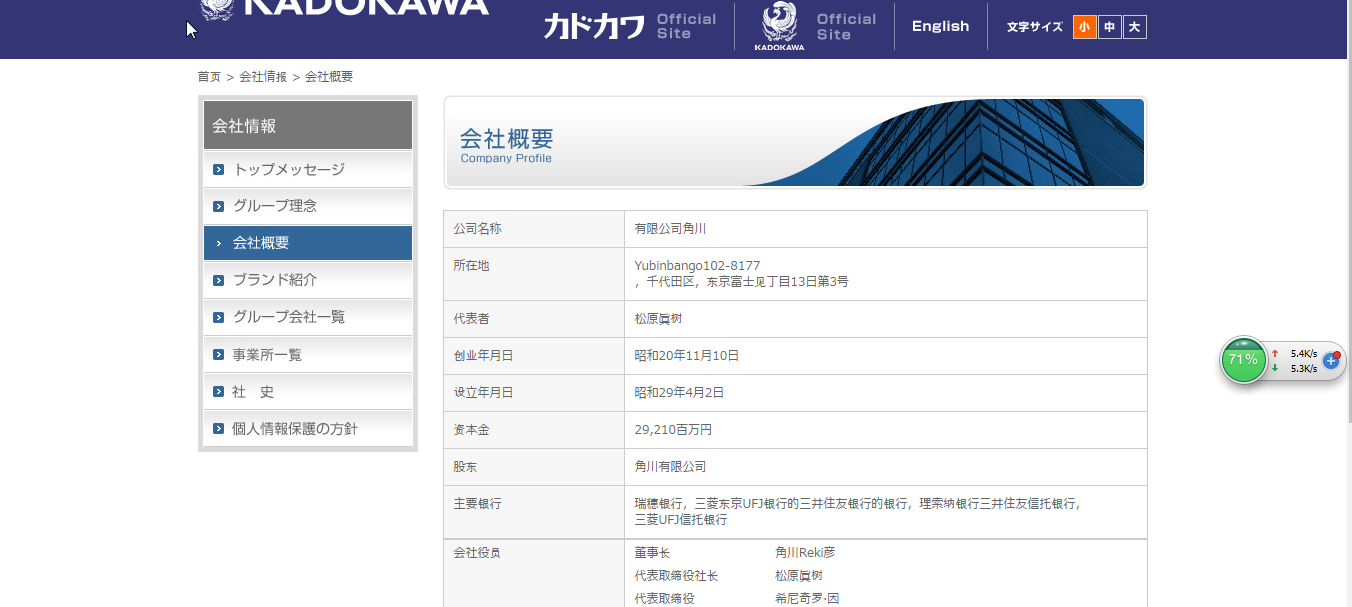 KADOKAWA
カドカワ Official Site
KADOKAWA Official Site
English
文字サイズ 小 中 大
首页 > 会社情报 > 会社概要
会社情報
トップメッセージ
グループ理念
会社概要
ブランド紹介
グループ会社一覧
事業所一覧
社 史
個人情報保護の方針
会社概要
Company Profile
公司名称 有限公司角川
所在地 Yubinbango102-8177
，千代田区，东京富士见丁目13日第3号
代表者 松原眞树
创业年月日 昭和20年11月10日
设立年月日 昭和29年4月2日
资本金 29,210百万円
股东 角川有限公司
主要银行 瑞穗银行，三菱东京UFJ银行的三井住友银行的银行，理索纳银行三井住友信托银行，
三菱UFJ信托银行
会社役员 董事长 角川Reki彦
代表取缔役社长 松原眞树
代表取缔役 希尼奇罗·因
71%
5.4K/s
5.3K/s